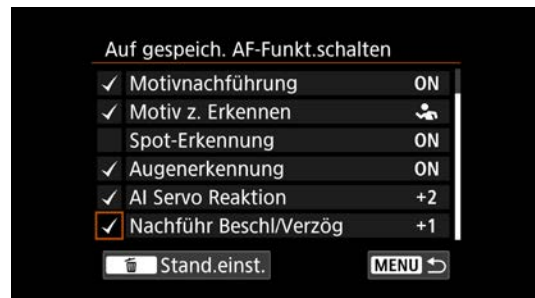 Auf gespeich. AF-Funkt.schalten
Motivnachführung ON
Motiv z. Erkennen
Spot-Erkennung ON
Augenerkennung ON
AI Servo Reaktion +2
Nachführ Beschl/Verzög +1
Stand.einst. MENU